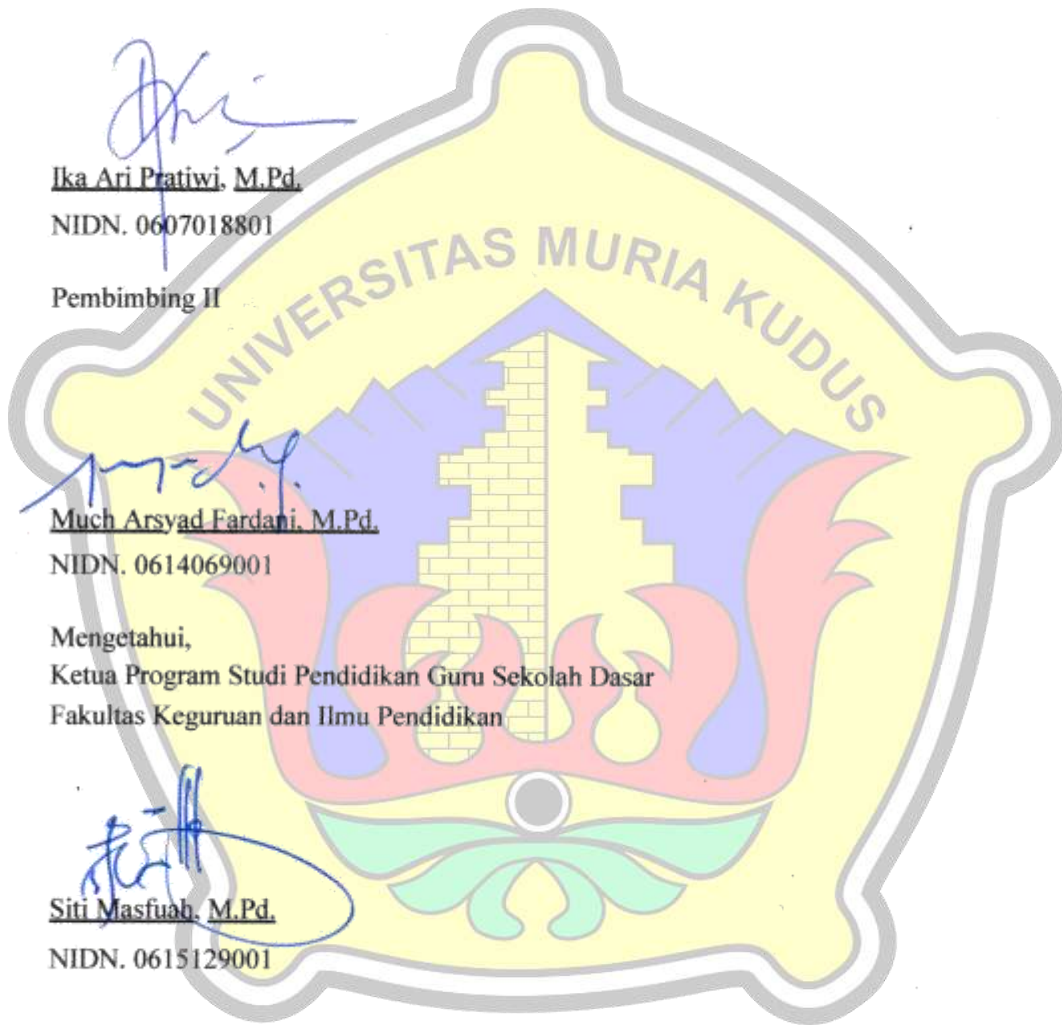 Ika Ari Pratiwi, M.Pd.
NIDN. 0607018801
Pembimbing II
UNIVERSITAS MURIA KUDUS
Much Arsyad Fardani, M.Pd.
NIDN. 0614069001
Mengetahui,
Ketua Program Studi Pendidikan Guru Sekolah Dasar
Fakultas Keguruan dan Ilmu Pendidikan
Siti Masfuah, M.Pd.
NIDN. 0615129001